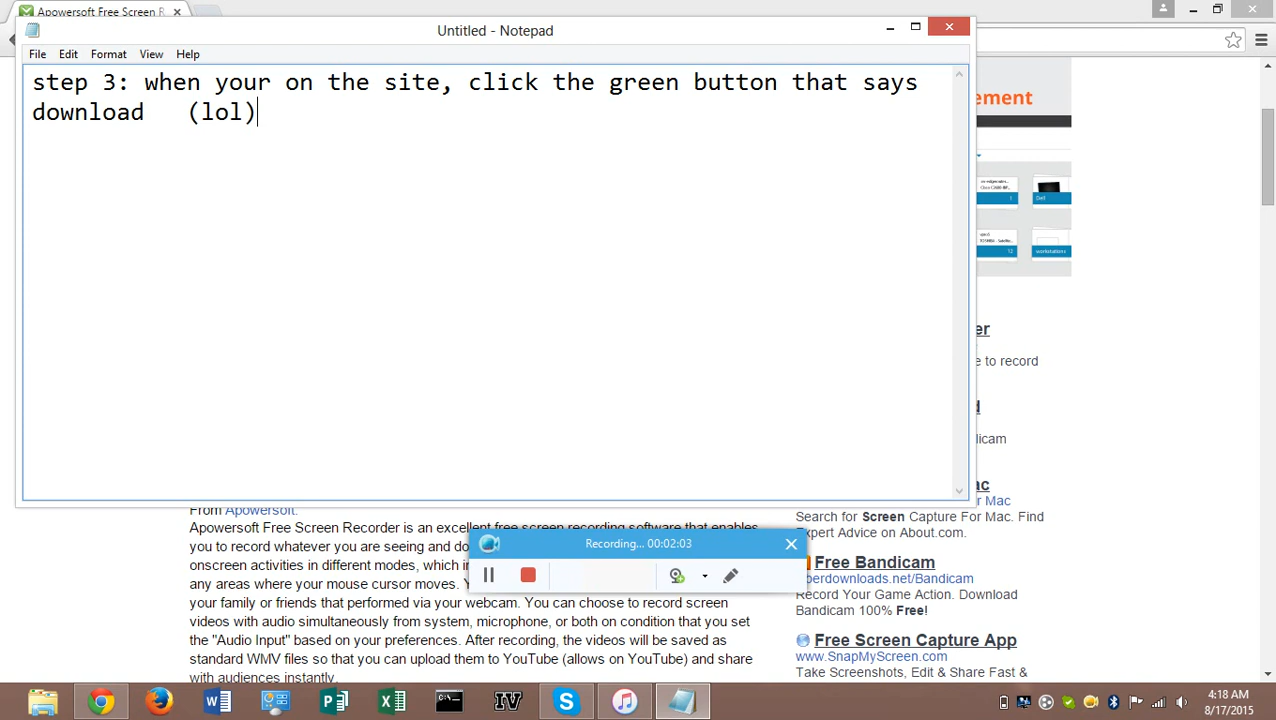 Apowersoft Free Screen R
Untitled - Notepad
File Edit Format View Help
step 3: when your on the site, click the green button that says
download (lol)
ement
Dell
workstations
er
e to record
d
dicam
ac
or Mac
Search for Screen Capture For Mac. Find
Expert Advice on About.com.
Free Bandicam
berdownloads.net/Bandicam
Record Your Game Action. Download
Bandicam 100% Free!
Free Screen Capture App
www.SnapMyScreen.com
Take Screenshots, Edit & Share Fast &
From Apowersoft:
Apowersoft Free Screen Recorder is an excellent free screen recording software that enables
you to record whatever you are seeing and do
onscreen activities in different modes, which in
any areas where your mouse cursor moves. Y
your family or friends that performed via your webcam. You can choose to record screen
videos with audio simultaneously from system, microphone, or both on condition that you set
the "Audio Input" based on your preferences. After recording, the videos will be saved as
standard WMV files so that you can upload them to YouTube (allows on YouTube) and share
with audiences instantly.
Recording... 00:02:03
4:18 AM
8/17/2015